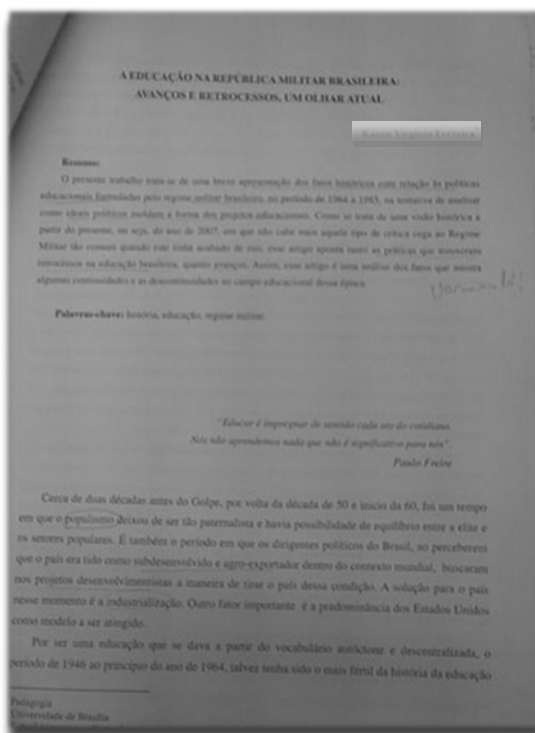 A EDUCAÇÃO NA REPÚBLICA MILITAR BRASILEIRA:
AVANÇOS E RETROCESSOS, UM OLHAR ATUAL
Karen Virginia Ferreira
Resumo:
O presente trabalho trata-se de uma breve apresentação dos fatos históricos com relação às políticas
educacionais formuladas pelo regime militar brasileiro, no período de 1964 a 1985, na tentativa de analisar
como ideais políticos moldam a forma dos projetos educacionais. Como se trata de uma visão histórica a
partir do presente, ou seja, do ano de 2007, em que não cabe mais aquele tipo de crítica cega ao Regime
Militar tão comum quando este tinha acabado de ruir, esse artigo aponta tanto as práticas que trouxeram
retrocessos na educação brasileira, quanto avanços. Assim, esse artigo é uma análise dos fatos que mostra
algumas continuidades e as descontinuidades no campo educacional dessa época.
Palavras-chave: história, educação, regime militar.
"Educar é impregnar de sentido cada ato do cotidiano.
Nós não aprendemos nada que não é significativo para nós".
Paulo Freire
Cerca de duas décadas antes do Golpe, por volta da década de 50 e início da 60, foi um tempo
em que o populismo deixou de ser tão paternalista e havia possibilidade de equilíbrio entre a elite e
os setores populares. É também o período em que os dirigentes políticos do Brasil, ao perceberem
que o país era tido como subdesenvolvido e agro-exportador dentro do contexto mundial, buscaram
nos projetos desenvolvimentistas a maneira de tirar o país dessa condição. A solução para o país
nesse momento é a industrialização. Outro fator importante é a predominância dos Estados Unidos
como modelo a ser atingido.
Por ser uma educação que se dava a partir do vocabulário autóctone e descentralizada, o
período de 1946 ao princípio do ano de 1964, talvez tenha sido o mais fértil da história da educação
Pedagogia
Universidade de Brasília